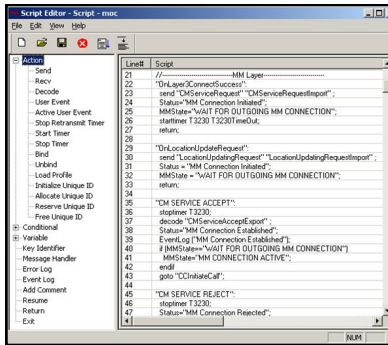 Script Editor - Script - moc
File Edit View Help
Action
Send
Recv
Decode
User Event
Active User Event
Stop Retransmit Timer
Start Timer
Stop Timer
Bind
Unbind
Load Profile
Initialize Unique ID
Allocate Unique ID
Reserve Unique ID
Free Unique ID
Conditional
Variable
Key Identifier
Message Handler
Error Log
Event Log
Add Comment
Resume
Return
Exit
Line# Script
21 //------------------------------MM Layer------------------------------
22 "OnLayer3ConnectSuccess":
23 send "CMServiceRequest" "CMServiceRequestImport" ;
24 Status="MM Connection Initiated";
25 MMState="WAIT FOR OUTGOING MM CONNECTION";
26 starttimer T3230 T3230TimeOut;
27 return;
28
29 "OnLocationUpdateRequest":
30 send "LocationUpdatingRequest" "LocationUpdatingRequestImport" ;
31 Status = "MM Connection Initiated";
32 MMState = "WAIT FOR OUTGOING MM CONNECTION";
33 return;
34
35 "CM SERVICE ACCEPT":
36 stoptimer T3230;
37 decode "CMServiceAcceptExport" ;
38 Status="MM Connection Established";
39 EventLog ["MM Connection Established"];
40 if (MMState=="WAIT FOR OUTGOING MM CONNECTION")
41 MMState="MM CONNECTION ACTIVE";
42 endif
43 goto "CCInitiateCall";
44
45 "CM SERVICE REJECT":
46 stoptimer T3230;
47 Status="MM Connection Rejected";
NUM